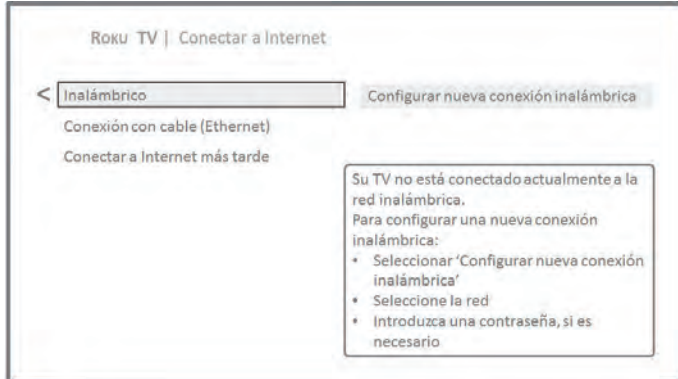 ROKU TV | Conectar a Internet
< Inalámbrico
Configurar nueva conexión inalámbrica
Conexión con cable (Ethernet)
Conectar a Internet más tarde
Su TV no está conectado actualmente a la
red inalámbrica.
Para configurar una nueva conexión
inalámbrica:
• Seleccionar ‘Configurar nueva conexión
inalámbrica’
• Seleccione la red
• Introduzca una contraseña, si es
necesario